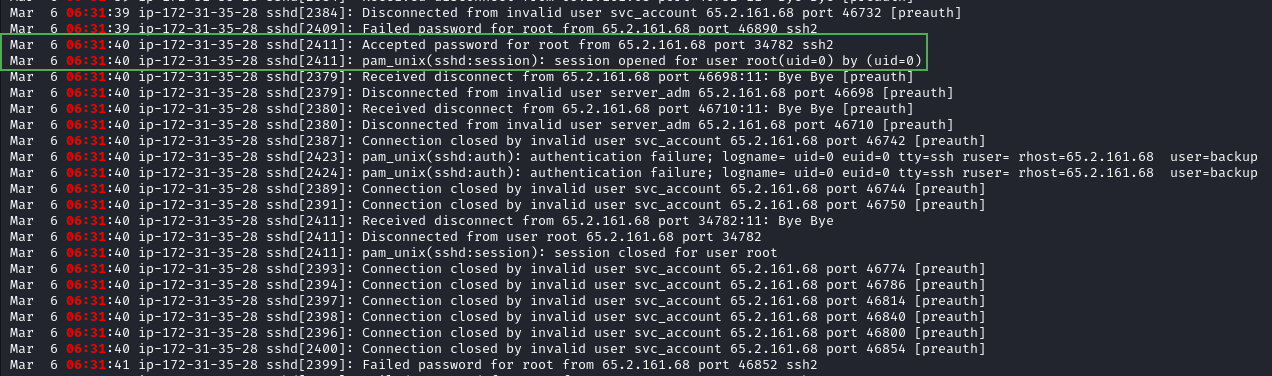 Mar  6 06:31:39 ip-172-31-35-28 sshd[2384]: Disconnected from invalid user svc_account 65.2.161.68 port 46732 [preauth]
Mar  6 06:31:39 ip-172-31-35-28 sshd[2409]: Failed password for root from 65.2.161.68 port 46890 ssh2
Mar  6 06:31:40 ip-172-31-35-28 sshd[2411]: Accepted password for root from 65.2.161.68 port 34782 ssh2
Mar  6 06:31:40 ip-172-31-35-28 sshd[2411]: pam_unix(sshd:session): session opened for user root(uid=0) by (uid=0)
Mar  6 06:31:40 ip-172-31-35-28 sshd[2379]: Received disconnect from 65.2.161.68 port 46698:11: Bye Bye [preauth]
Mar  6 06:31:40 ip-172-31-35-28 sshd[2379]: Disconnected from invalid user server_adm 65.2.161.68 port 46698 [preauth]
Mar  6 06:31:40 ip-172-31-35-28 sshd[2380]: Received disconnect from 65.2.161.68 port 46710:11: Bye Bye [preauth]
Mar  6 06:31:40 ip-172-31-35-28 sshd[2380]: Disconnected from invalid user server_adm 65.2.161.68 port 46710 [preauth]
Mar  6 06:31:40 ip-172-31-35-28 sshd[2387]: Connection closed by invalid user svc_account 65.2.161.68 port 46742 [preauth]
Mar  6 06:31:40 ip-172-31-35-28 sshd[2423]: pam_unix(sshd:auth): authentication failure; logname= uid=0 euid=0 tty=ssh ruser= rhost=65.2.161.68  user=backup
Mar  6 06:31:40 ip-172-31-35-28 sshd[2424]: pam_unix(sshd:auth): authentication failure; logname= uid=0 euid=0 tty=ssh ruser= rhost=65.2.161.68  user=backup
Mar  6 06:31:40 ip-172-31-35-28 sshd[2389]: Connection closed by invalid user svc_account 65.2.161.68 port 46744 [preauth]
Mar  6 06:31:40 ip-172-31-35-28 sshd[2391]: Connection closed by invalid user svc_account 65.2.161.68 port 46750 [preauth]
Mar  6 06:31:40 ip-172-31-35-28 sshd[2411]: Received disconnect from 65.2.161.68 port 34782:11: Bye Bye
Mar  6 06:31:40 ip-172-31-35-28 sshd[2411]: Disconnected from user root 65.2.161.68 port 34782
Mar  6 06:31:40 ip-172-31-35-28 sshd[2411]: pam_unix(sshd:session): session closed for user root
Mar  6 06:31:40 ip-172-31-35-28 sshd[2393]: Connection closed by invalid user svc_account 65.2.161.68 port 46774 [preauth]
Mar  6 06:31:40 ip-172-31-35-28 sshd[2394]: Connection closed by invalid user svc_account 65.2.161.68 port 46786 [preauth]
Mar  6 06:31:40 ip-172-31-35-28 sshd[2397]: Connection closed by invalid user svc_account 65.2.161.68 port 46814 [preauth]
Mar  6 06:31:40 ip-172-31-35-28 sshd[2398]: Connection closed by invalid user svc_account 65.2.161.68 port 46840 [preauth]
Mar  6 06:31:40 ip-172-31-35-28 sshd[2396]: Connection closed by invalid user svc_account 65.2.161.68 port 46800 [preauth]
Mar  6 06:31:40 ip-172-31-35-28 sshd[2400]: Connection closed by invalid user svc_account 65.2.161.68 port 46854 [preauth]
Mar  6 06:31:41 ip-172-31-35-28 sshd[2399]: Failed password for root from 65.2.161.68 port 46852 ssh2